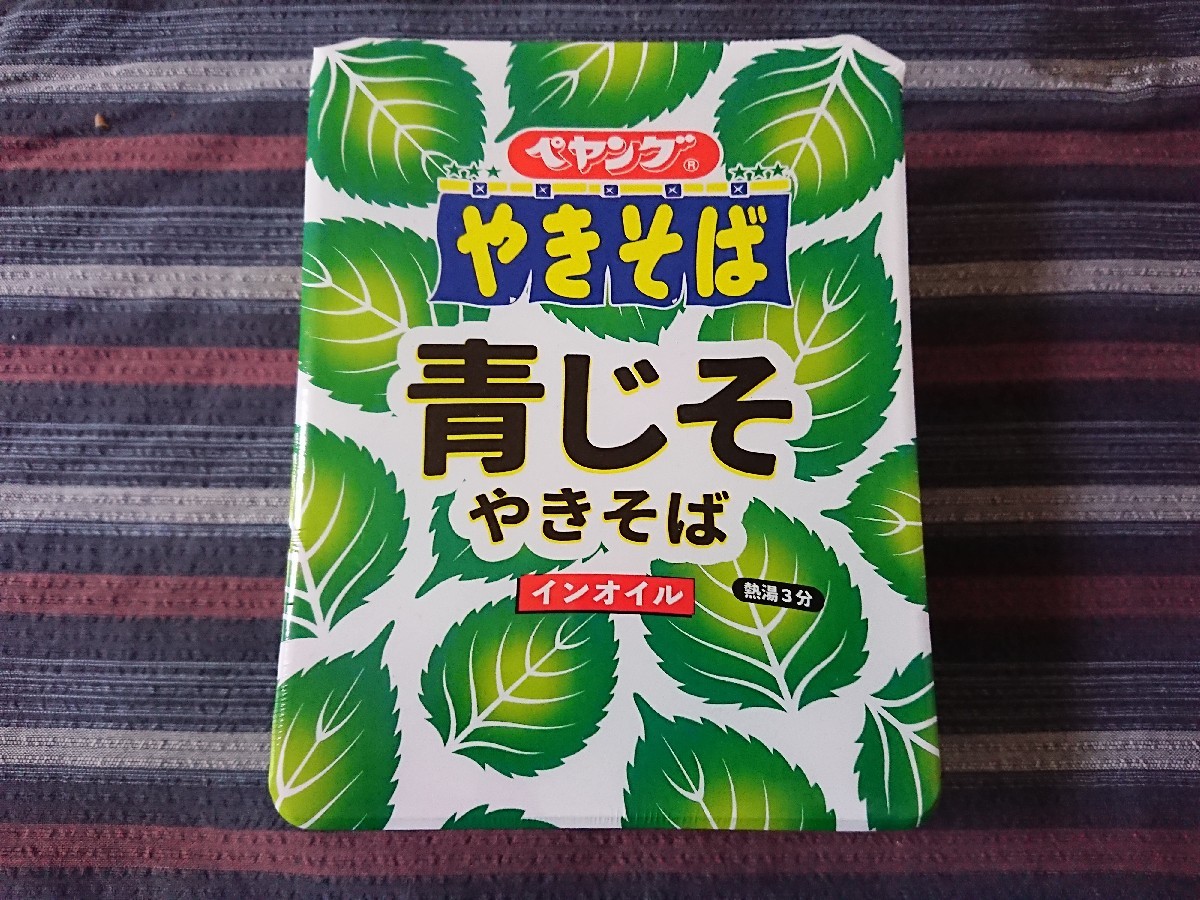 ペヤング®
やきそば
青じそ
やきそば
インオイル
熱湯3分